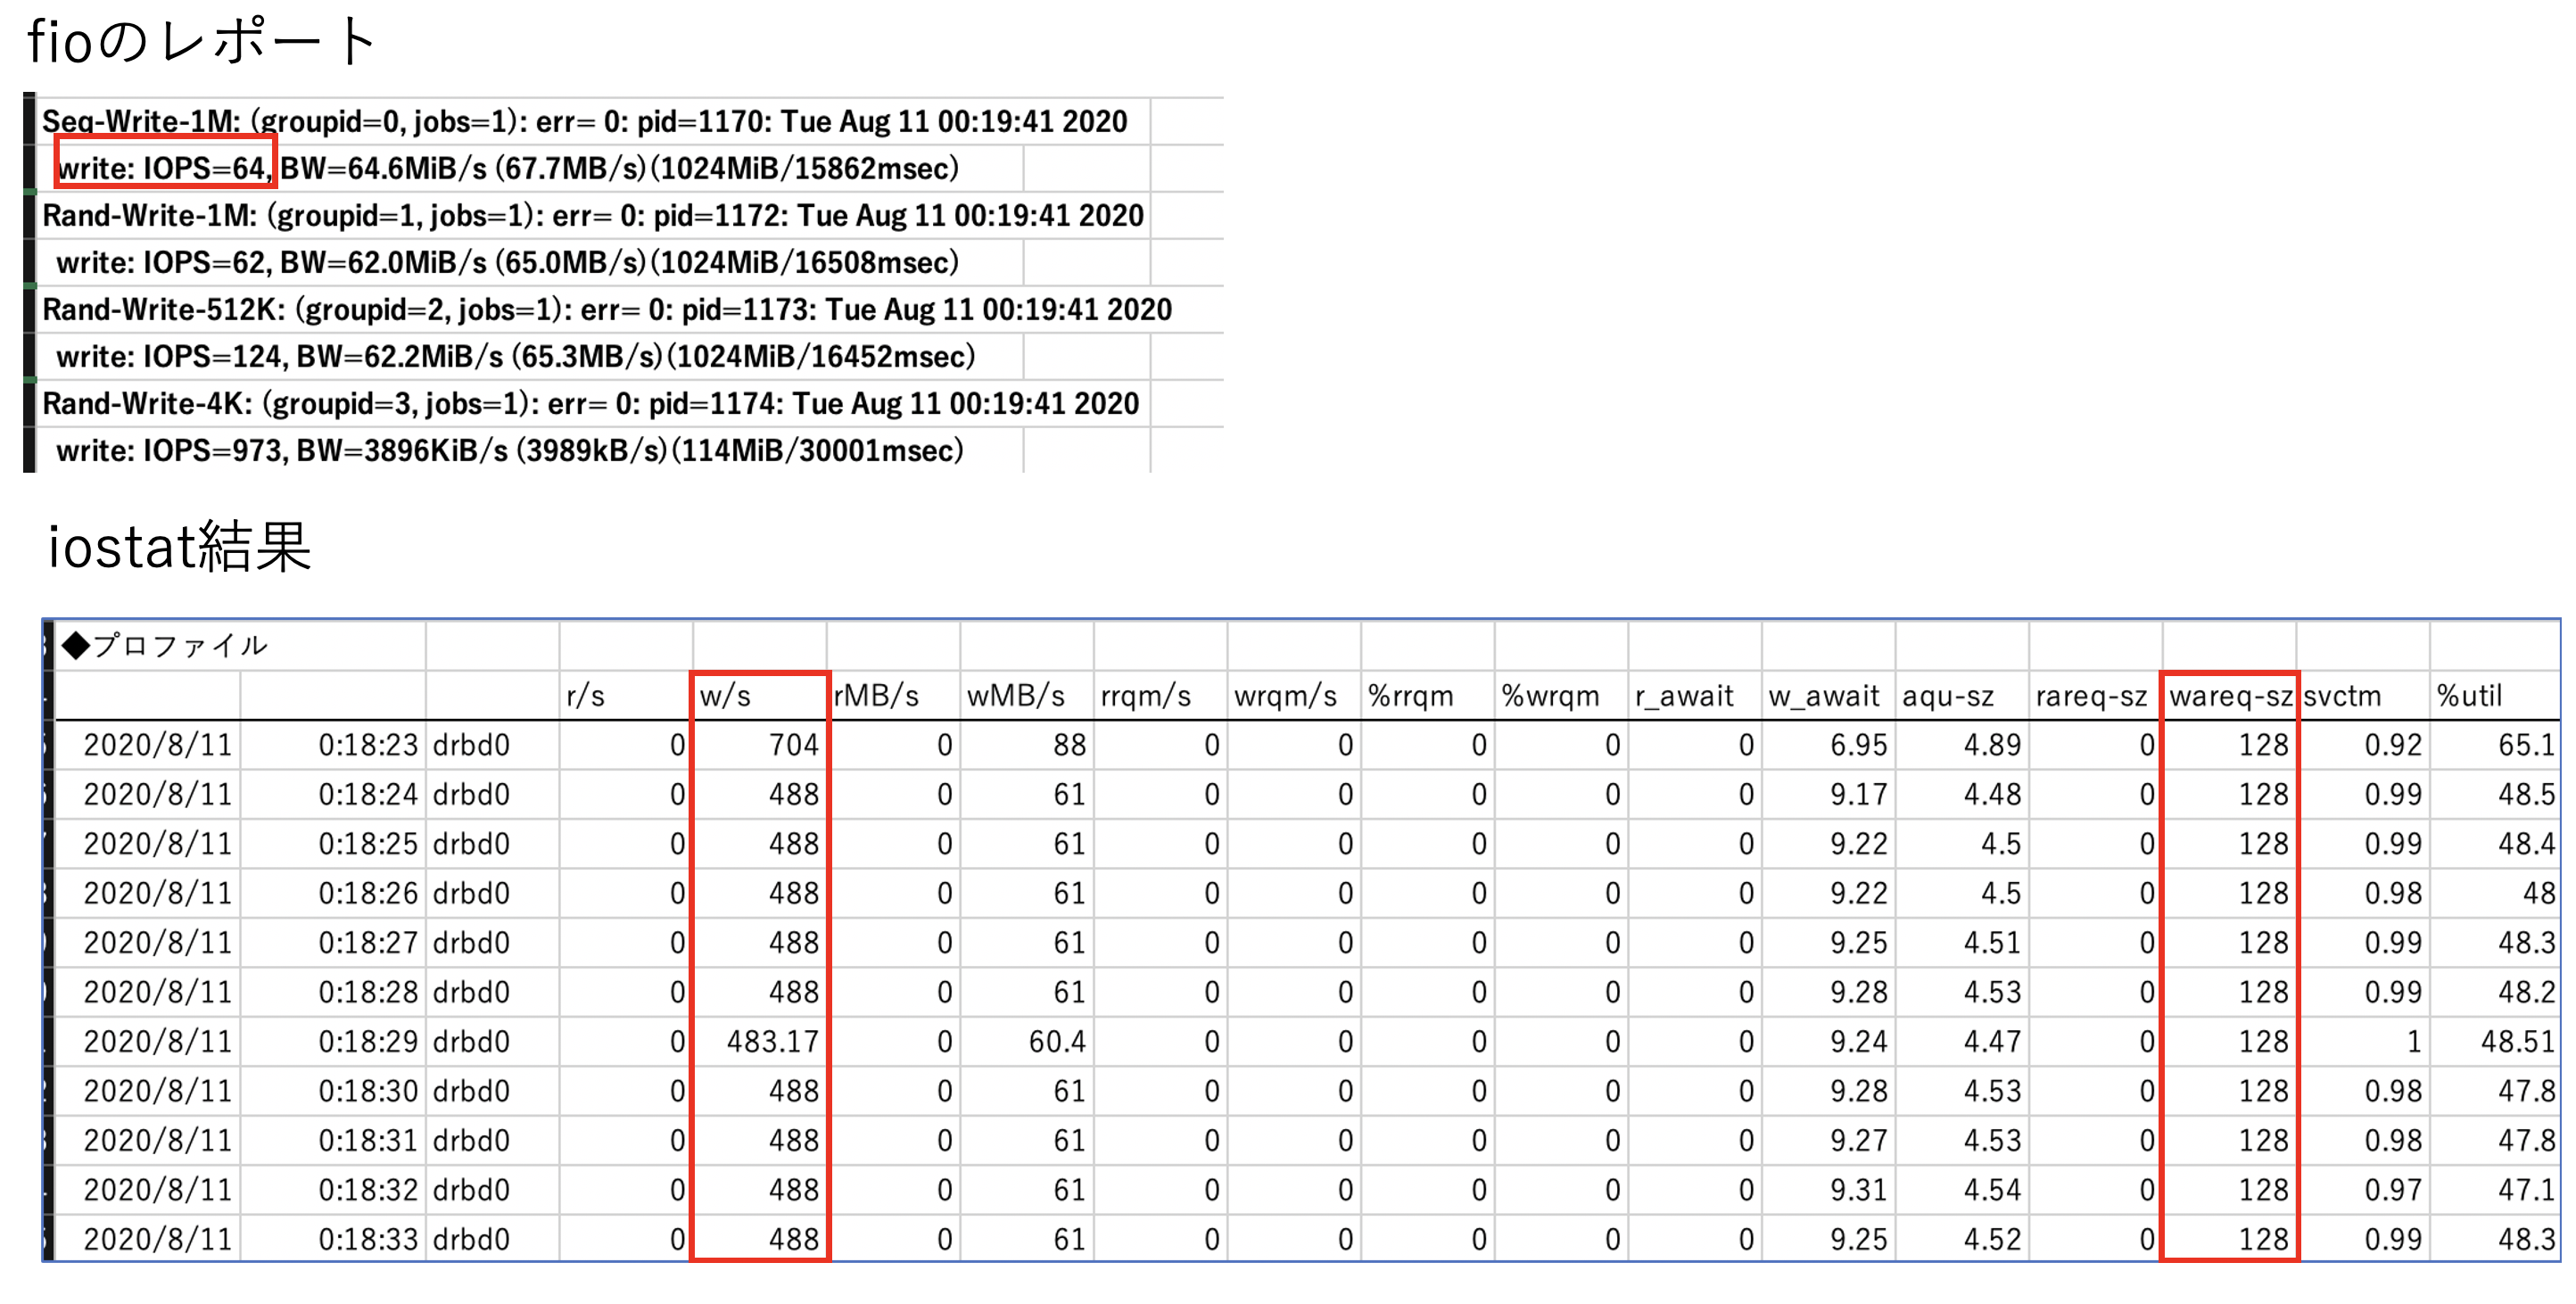 fioのレポート
Seq-Write-1M: (groupid=0, jobs=1): err= 0: pid=1170: Tue Aug 11 00:19:41 2020
write: IOPS=64, BW=64.6MiB/s (67.7MB/s)(1024MiB/15862msec)
Rand-Write-1M: (groupid=1, jobs=1): err= 0: pid=1172: Tue Aug 11 00:19:41 2020
write: IOPS=62, BW=62.0MiB/s (65.0MB/s)(1024MiB/16508msec)
Rand-Write-512K: (groupid=2, jobs=1): err= 0: pid=1173: Tue Aug 11 00:19:41 2020
write: IOPS=124, BW=62.2MiB/s (65.3MB/s)(1024MiB/16452msec)
Rand-Write-4K: (groupid=3, jobs=1): err= 0: pid=1174: Tue Aug 11 00:19:41 2020
write: IOPS=973, BW=3896KiB/s (3989kB/s)(114MiB/30001msec)
iostat結果
◆プロファイル
r/s w/s rMB/s wMB/s rrqm/s wrqm/s %rrqm %wrqm r_await w_await aqu-sz rareq-sz wareq-sz svctm %util
2020/8/11 0:18:23 drbd0 0 704 0 88 0 0 0 0 0 6.95 4.89 0 128 0.92 65.1
2020/8/11 0:18:24 drbd0 0 488 0 61 0 0 0 0 0 9.17 4.48 0 128 0.99 48.5
2020/8/11 0:18:25 drbd0 0 488 0 61 0 0 0 0 0 9.22 4.5 0 128 0.99 48.4
2020/8/11 0:18:26 drbd0 0 488 0 61 0 0 0 0 0 9.22 4.5 0 128 0.98 48
2020/8/11 0:18:27 drbd0 0 488 0 61 0 0 0 0 0 9.25 4.51 0 128 0.99 48.3
2020/8/11 0:18:28 drbd0 0 488 0 61 0 0 0 0 0 9.28 4.53 0 128 0.99 48.2
2020/8/11 0:18:29 drbd0 0 483.17 0 60.4 0 0 0 0 0 9.24 4.47 0 128 1 48.51
2020/8/11 0:18:30 drbd0 0 488 0 61 0 0 0 0 0 9.28 4.53 0 128 0.98 47.8
2020/8/11 0:18:31 drbd0 0 488 0 61 0 0 0 0 0 9.27 4.53 0 128 0.98 47.8
2020/8/11 0:18:32 drbd0 0 488 0 61 0 0 0 0 0 9.31 4.54 0 128 0.97 47.1
2020/8/11 0:18:33 drbd0 0 488 0 61 0 0 0 0 0 9.25 4.52 0 128 0.99 48.3